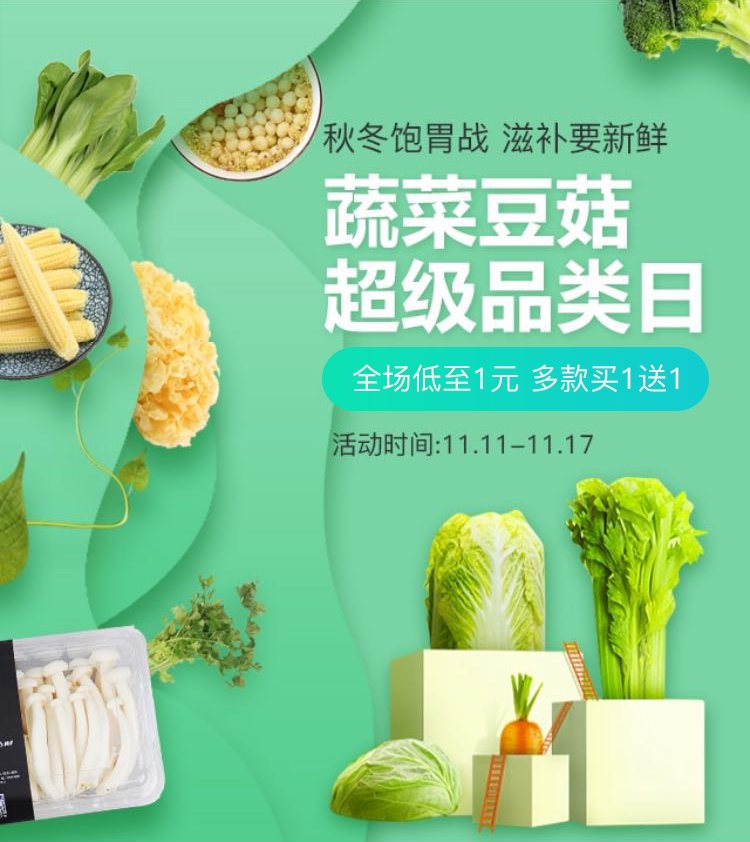 秋冬饱胃战 滋补要新鲜
蔬菜豆菇
超级品类日
全场低至1元 多款买1送1
活动时间:11.11-11.17